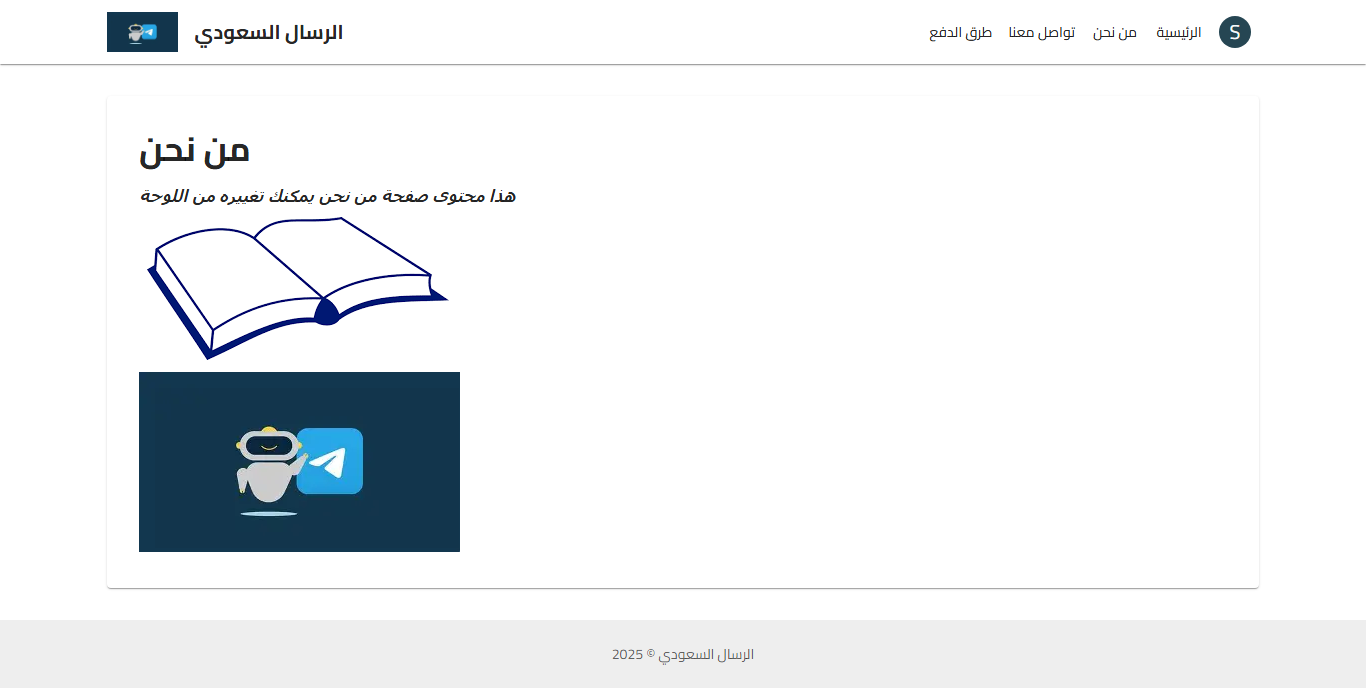 الرسال السعودي
S
الرئيسية
من نحن
تواصل معنا
طرق الدفع
من نحن
هذا محتوى صفحة من نحن يمكنك تغييره من اللوحة
الرسال السعودي © 2025